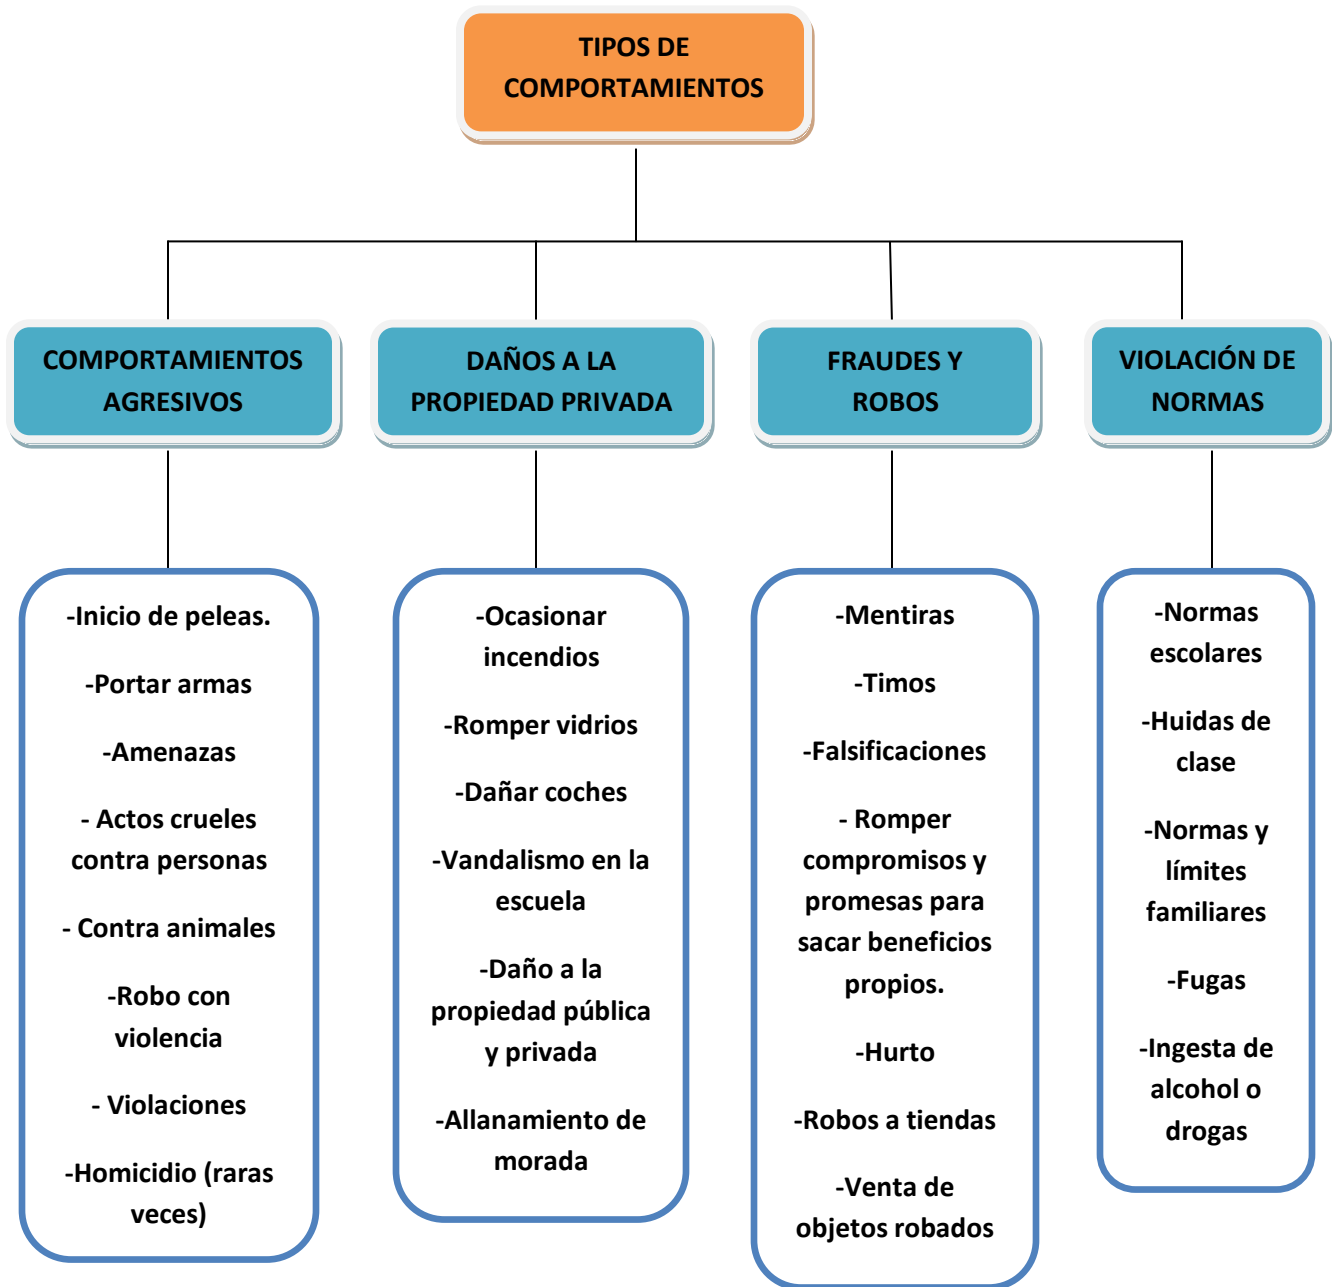 TIPOS DE
COMPORTAMIENTOS
COMPORTAMIENTOS
AGRESIVOS
DAÑOS A LA
PROPIEDAD PRIVADA
FRAUDES Y
ROBOS
VIOLACIÓN DE
NORMAS
-Inicio de peleas.
-Portar armas
-Amenazas
- Actos crueles
contra personas
- Contra animales
-Robo con
violencia
- Violaciones
-Homicidio (raras
veces)
-Ocasionar
incendios
-Romper vidrios
-Dañar coches
-Vandalismo en la
escuela
-Daño a la
propiedad pública
y privada
-Allanamiento de
morada
-Mentiras
-Timos
-Falsificaciones
- Romper
compromisos y
promesas para
sacar beneficios
propios.
-Hurto
-Robos a tiendas
-Venta de
objetos robados
-Normas
escolares
-Huidas de
clase
-Normas y
límites
familiares
-Fugas
-Ingesta de
alcohol o
drogas